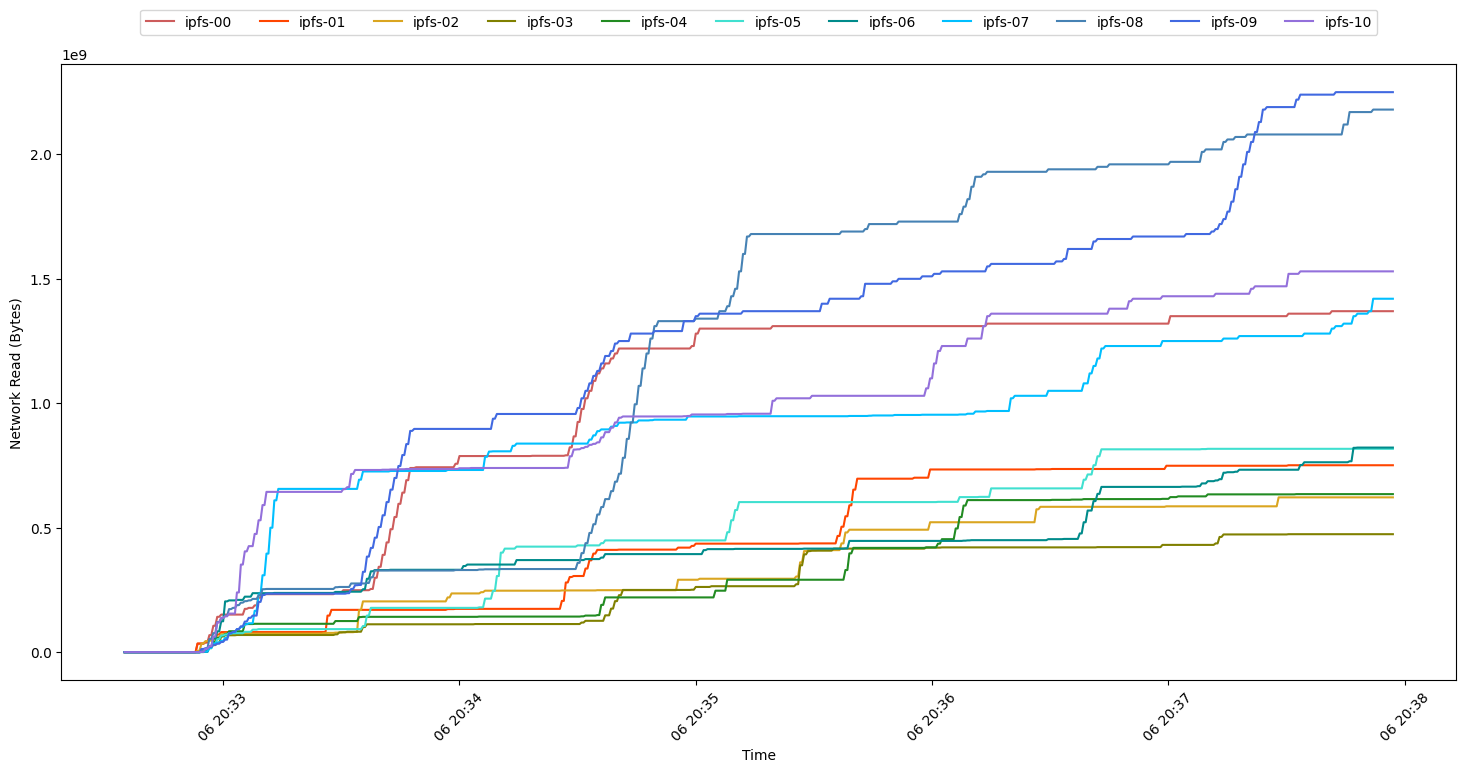 ipfs-00 ipfs-01 ipfs-02 ipfs-03 ipfs-04 ipfs-05 ipfs-06 ipfs-07 ipfs-08 ipfs-09 ipfs-10
1e9
2.0
1.5
1.0
0.5
0.0
Network Read (Bytes)
06 20:33 06 20:34 06 20:35 06 20:36 06 20:37 06 20:38
Time